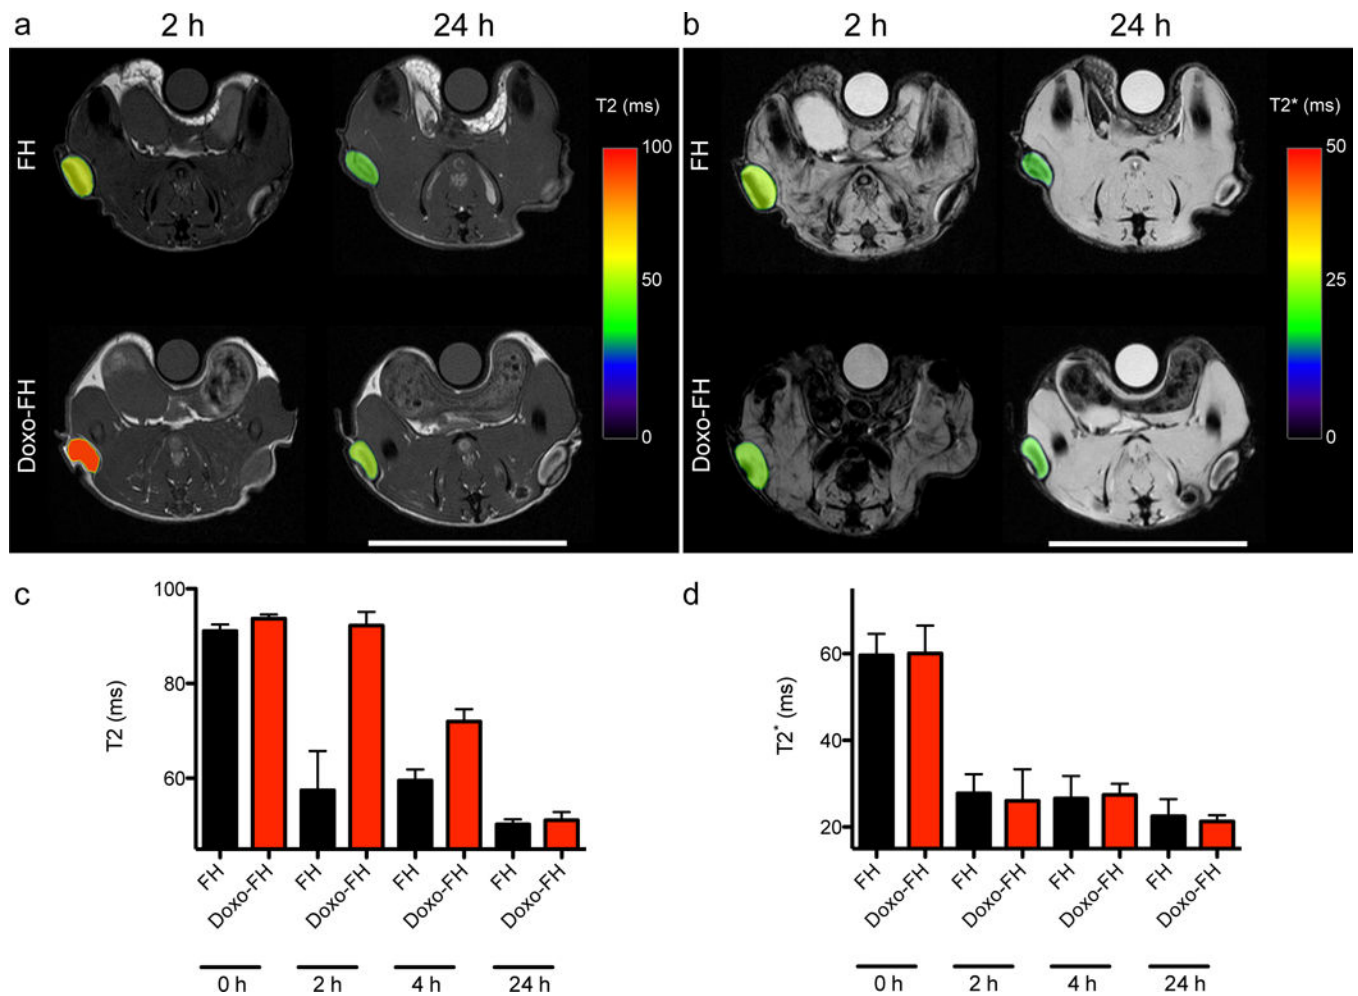 a 2 h 24 h
T2 (ms)
FH
Doxo-FH
100
50
0
b 2 h 24 h
T2* (ms)
FH
Doxo-FH
50
25
0
c
T2 (ms)
100
80
60
FH Doxo-FH FH Doxo-FH FH Doxo-FH FH Doxo-FH
0 h 2 h 4 h 24 h
d
T2* (ms)
60
40
20
FH Doxo-FH FH Doxo-FH FH Doxo-FH FH Doxo-FH
0 h 2 h 4 h 24 h